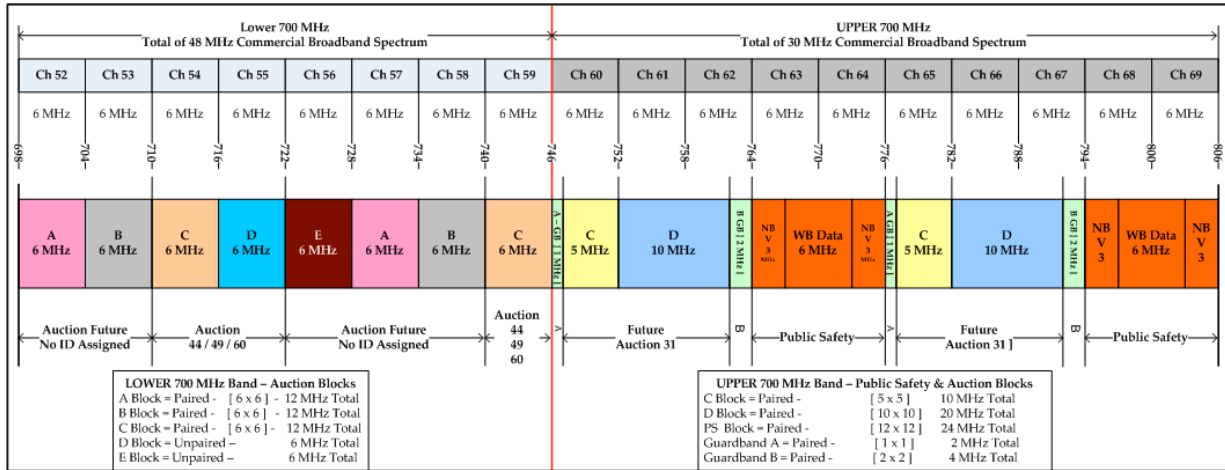 Lower 700 MHz
Total of 48 MHz Commercial Broadband Spectrum
UPPER 700 MHz
Total of 30 MHz Commercial Broadband Spectrum
Ch 52 Ch 53 Ch 54 Ch 55 Ch 56 Ch 57 Ch 58 Ch 59 Ch 60 Ch 61 Ch 62 Ch 63 Ch 64 Ch 65 Ch 66 Ch 67 Ch 68 Ch 69
6 MHz 6 MHz 6 MHz 6 MHz 6 MHz 6 MHz 6 MHz 6 MHz 6 MHz 6 MHz 6 MHz 6 MHz 6 MHz 6 MHz 6 MHz 6 MHz 6 MHz 6 MHz
698 704 710 716 722 728 734 740 746 752 758 764 770 776 782 788 794 800 806
A
6 MHz
B
6 MHz
C
6 MHz
D
6 MHz
E
6 MHz
A
6 MHz
B
6 MHz
C
6 MHz
A – GB [ 1 MHz ]
C
5 MHz
D
10 MHz
B GB [ 2 MHz ]
NB
V
3
MHz
WB Data
6 MHz
NB
V
3
MHz
A GB [ 1 MHz ]
C
5 MHz
D
10 MHz
B GB [ 2 MHz ]
NB
V
3
WB Data
6 MHz
NB
V
3
Auction Future
No ID Assigned
Auction
44 / 49 / 60
Auction Future
No ID Assigned
Auction
44
49
60
A
Future
Auction 31
B
Public Safety
A
Future
Auction 31 ]
B
Public Safety
LOWER 700 MHz Band – Auction Blocks
A Block = Paired - [ 6 x 6 ] - 12 MHz Total
B Block = Paired - [ 6 x 6 ] - 12 MHz Total
C Block = Paired - [ 6 x 6 ] - 12 MHz Total
D Block = Unpaired – 6 MHz Total
E Block = Unpaired – 6 MHz Total
UPPER 700 MHz Band – Public Safety & Auction Blocks
C Block = Paired - [ 5 x 5 ] 10 MHz Total
D Block = Paired - [ 10 x 10 ] 20 MHz Total
PS Block = Paired - [ 12 x 12 ] 24 MHz Total
Guardband A = Paired - [ 1 x 1 ] 2 MHz Total
Guardband B = Paired - [ 2 x 2 ] 4 MHz Total